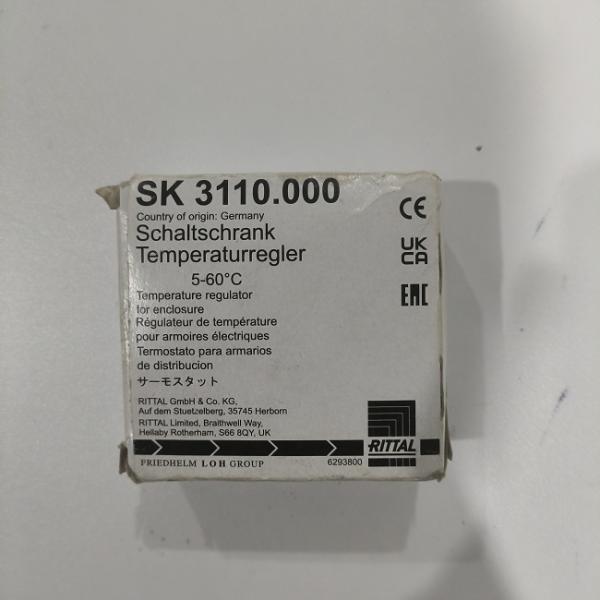 SK 3110.000
Country of origin: Germany
Schaltschrank
Temperaturregler
5-60°C
Temperature regulator
for enclosure
Régulateur de température
pour armoires électriques
Termostato para armarios
de distribucion
サーモスタット
RITTAL GmbH & Co. KG.
Auf dem Stuetzelberg, 35745 Herborn
RITTAL Limited, Braithwell Way,
Hellaby Rotherham, S66 8QY, UK
FRIEDHELM LOH GROUP
6293800
CE
UK
CA
EAC
RITTAL